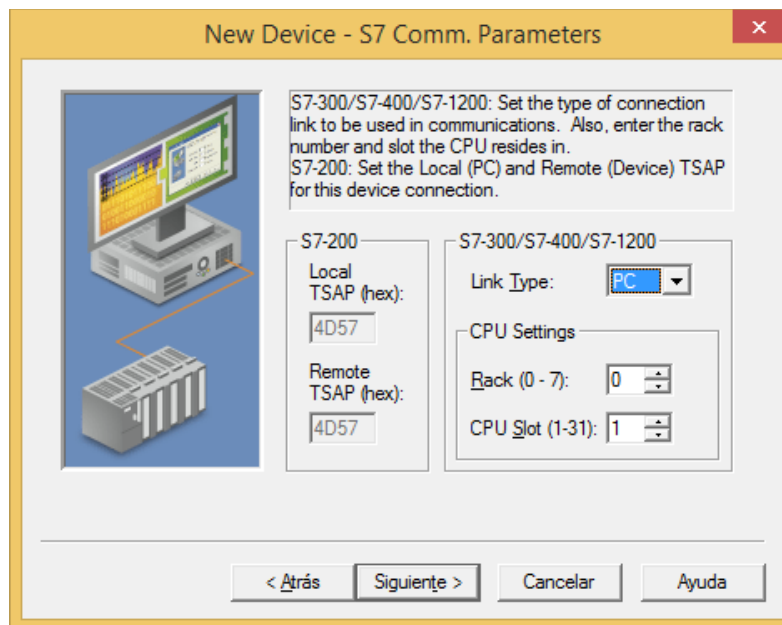 New Device - S7 Comm. Parameters
S7-300/S7-400/S7-1200: Set the type of connection
link to be used in communications.  Also, enter the rack
number and slot the CPU resides in.
S7-200: Set the Local (PC) and Remote (Device) TSAP
for this device connection.
S7-200
Local
TSAP (hex):
4D57
Remote
TSAP (hex):
4D57
S7-300/S7-400/S7-1200
Link Type:
PC
CPU Settings
Rack (0 - 7):
0
CPU Slot (1-31):
1
< Atrás
Siguiente >
Cancelar
Ayuda